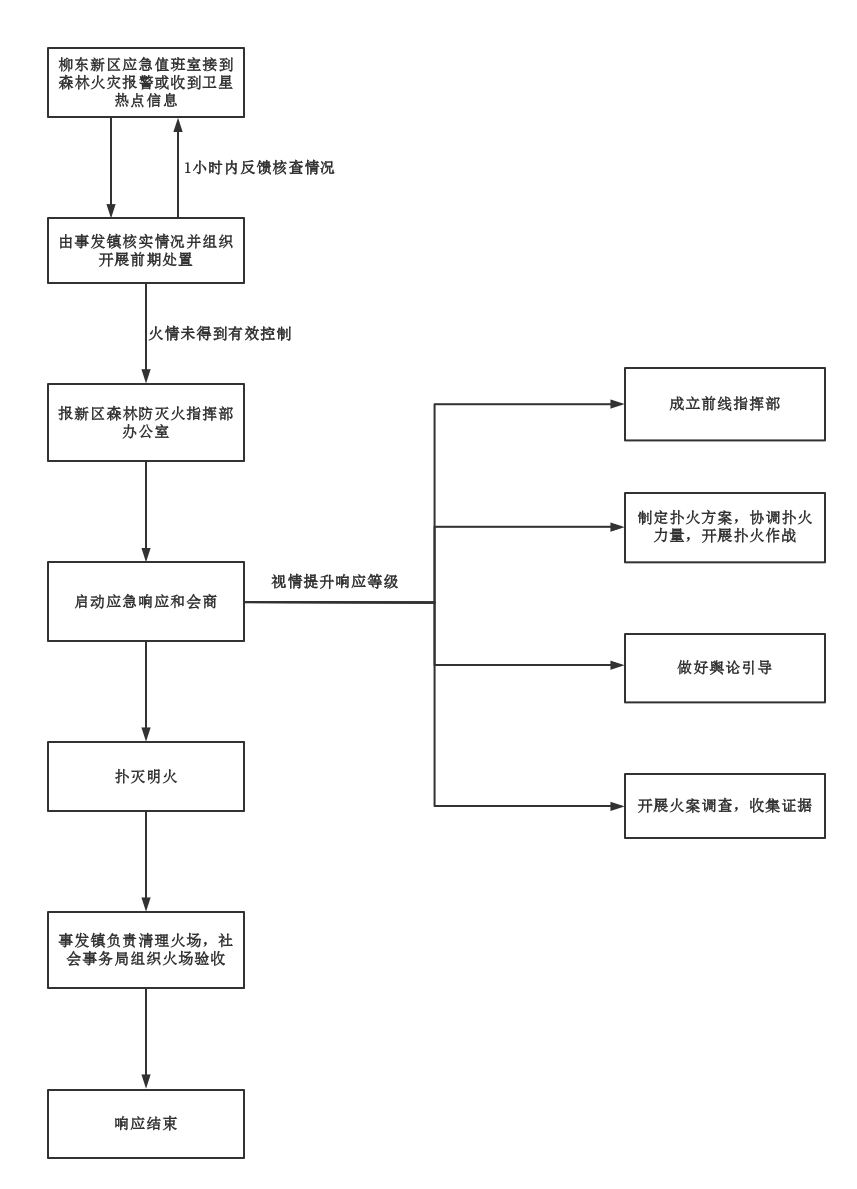 柳东新区应急值班室接到
森林火灾报警或收到卫星
热点信息
1小时内反馈核查情况
由事发镇核实情况并组织
开展前期处置
火情未得到有效控制
报新区森林防灭火指挥部
办公室
启动应急响应和会商
视情提升响应等级
成立前线指挥部
制定扑火方案，协调扑火
力量，开展扑火作战
做好舆论引导
开展火案调查，收集证据
扑灭明火
事发镇负责清理火场，社
会事务局组织火场验收
响应结束